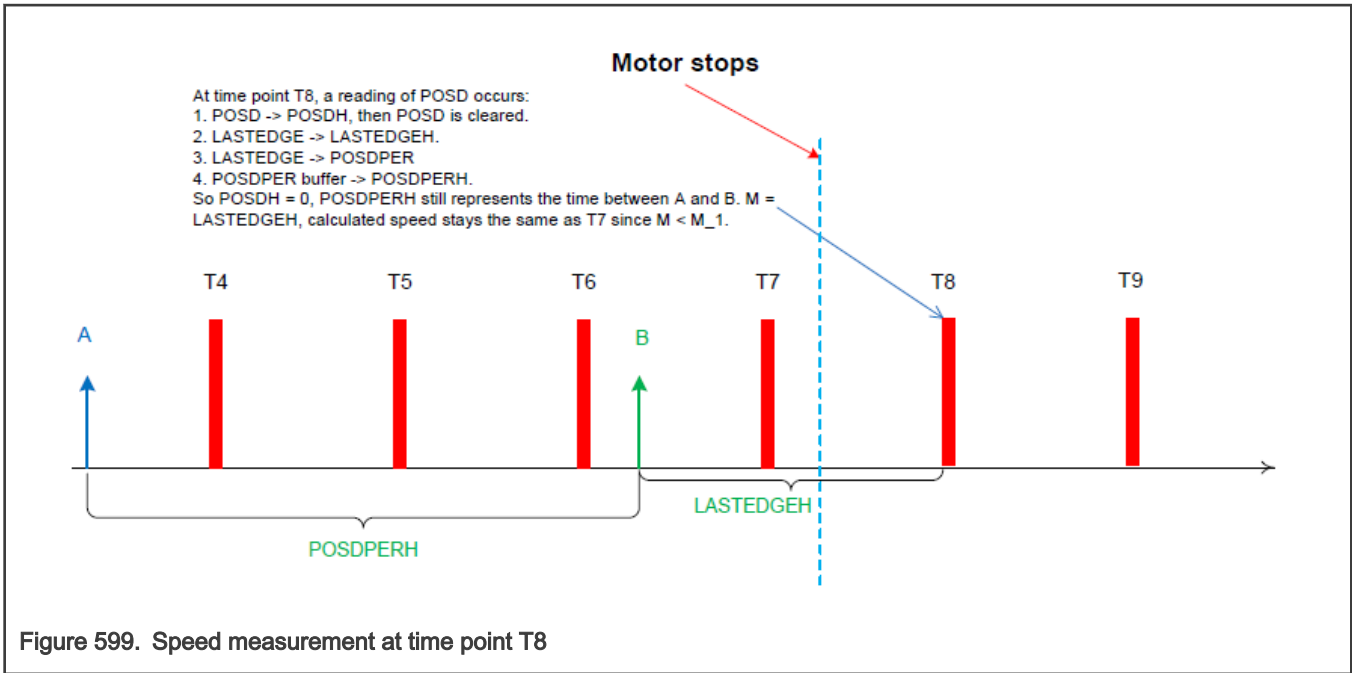 Motor stops
At time point T8, a reading of POSD occurs:
1. POSD -> POSDH, then POSD is cleared.
2. LASTEDGE -> LASTEDGEH.
3. LASTEDGE -> POSDPER
4. POSDPER buffer -> POSDPERH.
So POSDH = 0, POSDPERH still represents the time between A and B. M =
LASTEDGEH, calculated speed stays the same as T7 since M < M_1.
T4
T5
T6
T7
T8
T9
A
B
LASTEDGEH
POSDPERH
Figure 599. Speed measurement at time point T8